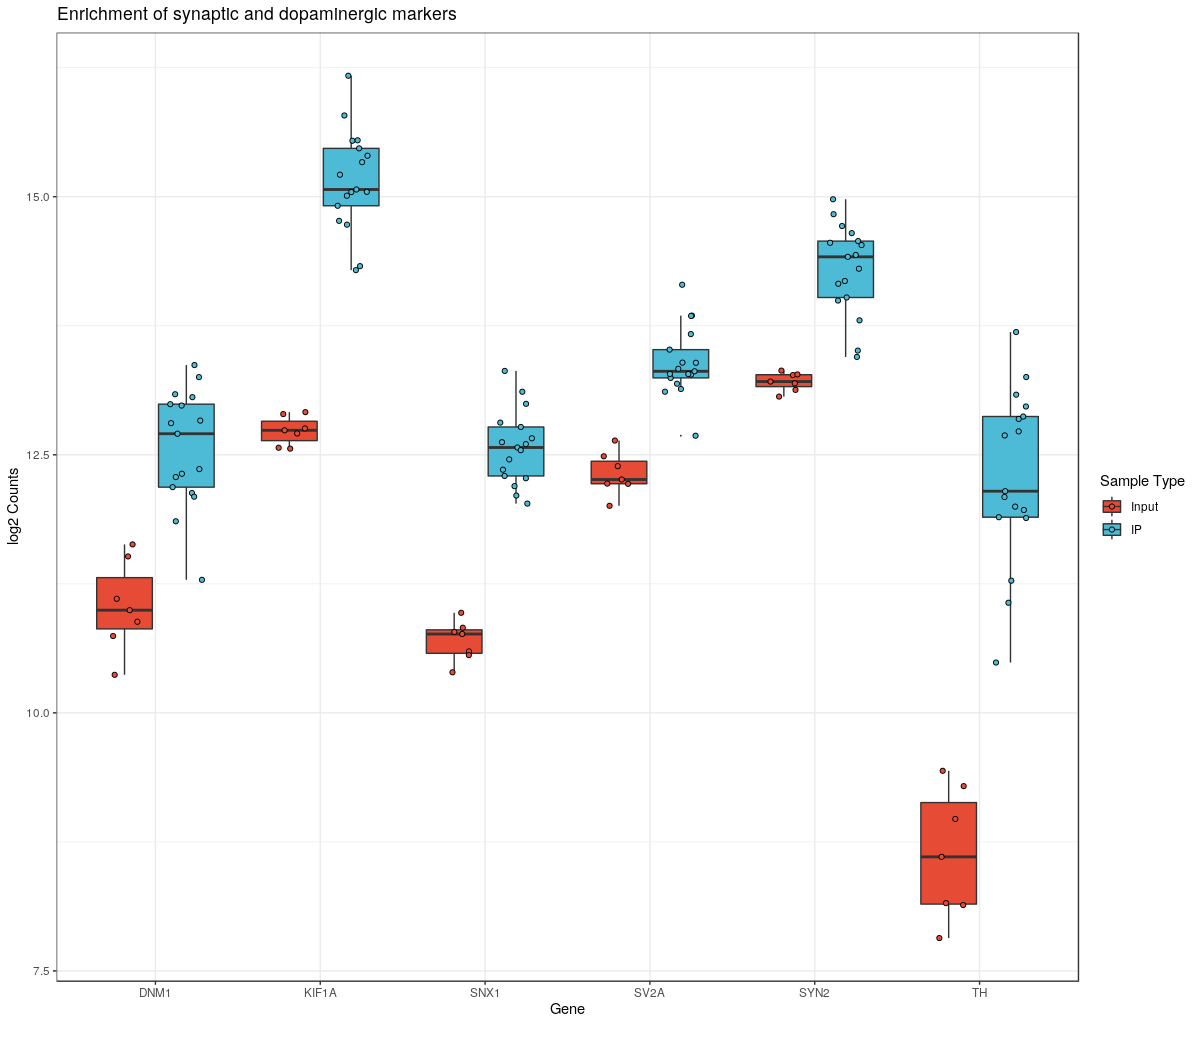 Enrichment of synaptic and dopaminergic markers
log2 Counts
15.0
12.5
10.0
7.5
DNM1
KIF1A
SNX1
SV2A
SYN2
TH
Gene
Sample Type
Input
IP